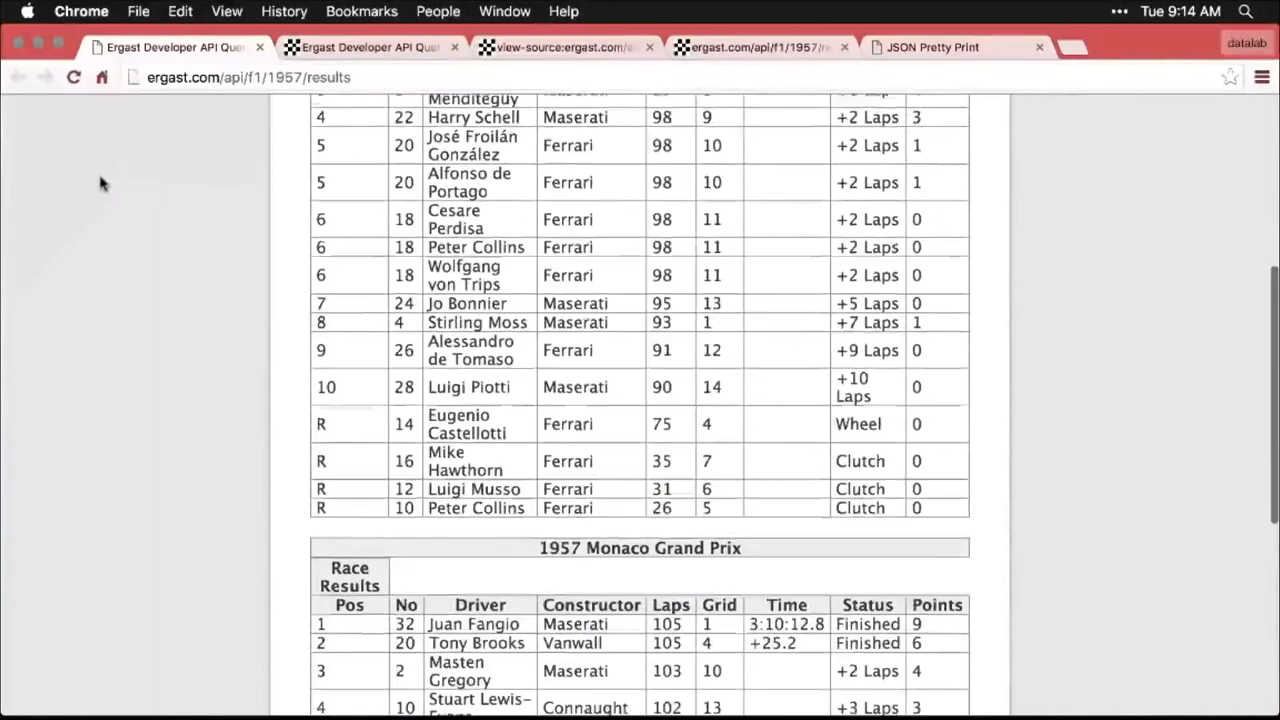 Chrome File Edit View History Bookmarks People Window Help ••• Tue 9:14 AM
Ergast Developer API Que × Ergast Developer API Que × view-source:ergast.com/a × ergast.com/api/f1/1957/re × JSON Pretty Print × datalab
ergast.com/api/f1/1957/results
Menditeguy
4 22 Harry Schell Maserati 98 9 +2 Laps 3
5 20 José Froilán González Ferrari 98 10 +2 Laps 1
5 20 Alfonso de Portago Ferrari 98 10 +2 Laps 1
6 18 Cesare Perdisa Ferrari 98 11 +2 Laps 0
6 18 Peter Collins Ferrari 98 11 +2 Laps 0
6 18 Wolfgang von Trips Ferrari 98 11 +2 Laps 0
7 24 Jo Bonnier Maserati 95 13 +5 Laps 0
8 4 Stirling Moss Maserati 93 1 +7 Laps 1
9 26 Alessandro de Tomaso Ferrari 91 12 +9 Laps 0
10 28 Luigi Piotti Maserati 90 14 +10 Laps 0
R 14 Eugenio Castellotti Ferrari 75 4 Wheel 0
R 16 Mike Hawthorn Ferrari 35 7 Clutch 0
R 12 Luigi Musso Ferrari 31 6 Clutch 0
R 10 Peter Collins Ferrari 26 5 Clutch 0
1957 Monaco Grand Prix
Race Results
Pos No Driver Constructor Laps Grid Time Status Points
1 32 Juan Fangio Maserati 105 1 3:10:12.8 Finished 9
2 20 Tony Brooks Vanwall 105 4 +25.2 Finished 6
3 2 Masten Gregory Maserati 103 10 +2 Laps 4
4 10 Stuart Lewis- Connaught 102 13 +3 Laps 3